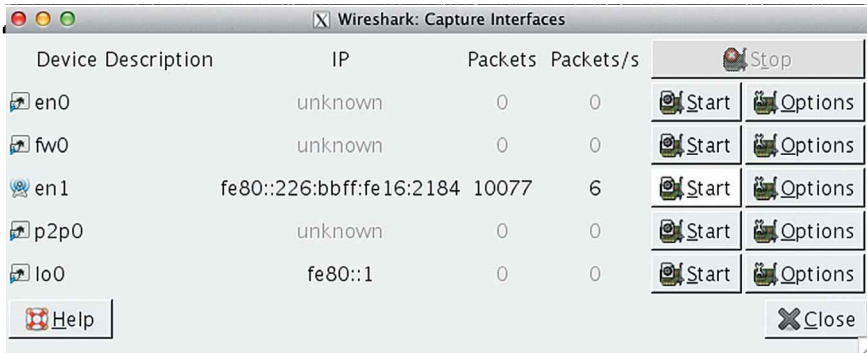 Wireshark: Capture Interfaces
Device Description IP Packets Packets/s Stop
en0 unknown 0 0 Start Options
fw0 unknown 0 0 Start Options
en1 fe80::226:bbff:fe16:2184 10077 6 Start Options
p2p0 unknown 0 0 Start Options
lo0 fe80::1 0 0 Start Options
Help Close